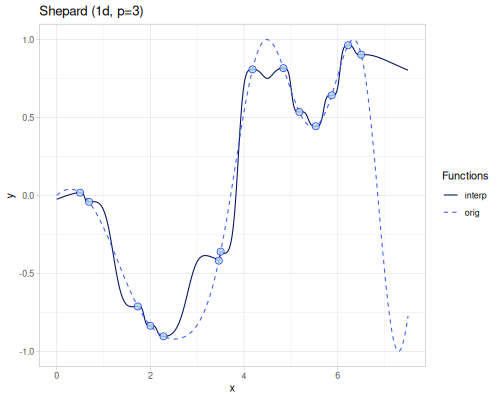 Shepard (1d, p=3)
1.0
0.5
0.0
-0.5
-1.0
y
0 2 4 6
x
Functions
interp
orig